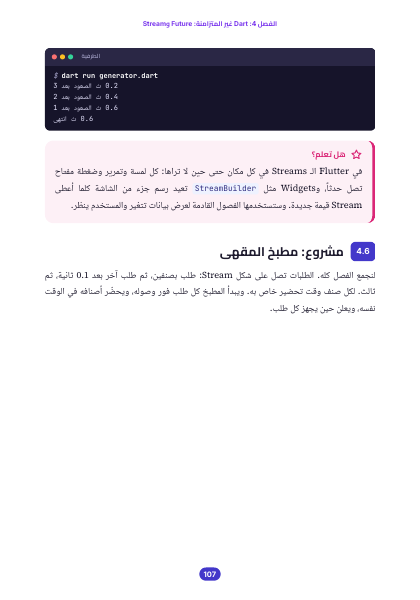 الفصل 4: Dart غير المتزامنة: Future وStream
الطرفية
$ dart run generator.dart
3 ث الصعود بعد 0.2
2 ث الصعود بعد 0.4
1 ث الصعود بعد 0.6
0.6 ث انتهى
هل تعلم؟
في Flutter الـ Streams في كل مكان حتى حين لا تراها: كل لمسة وتمرير وضغطة مفتاح
تصل حدثاً، وWidgets مثل StreamBuilder تعيد رسم جزء من الشاشة كلما أعطى
Stream قيمة جديدة. وستستخدمها الفصول القادمة لعرض بيانات تتغير والمستخدم ينظر.
4.6 مشروع: مطبخ المقهى
لنجمع الفصل كله. الطلبات تصل على شكل Stream: طلب بصنفين، ثم طلب آخر بعد 0.1 ثانية، ثم
ثالث. لكل صنف وقت تحضير خاص به. ويبدأ المطبخ كل طلب فور وصوله، ويحضّر أصنافه في الوقت
نفسه، ويعلن حين يجهز كل طلب.
107